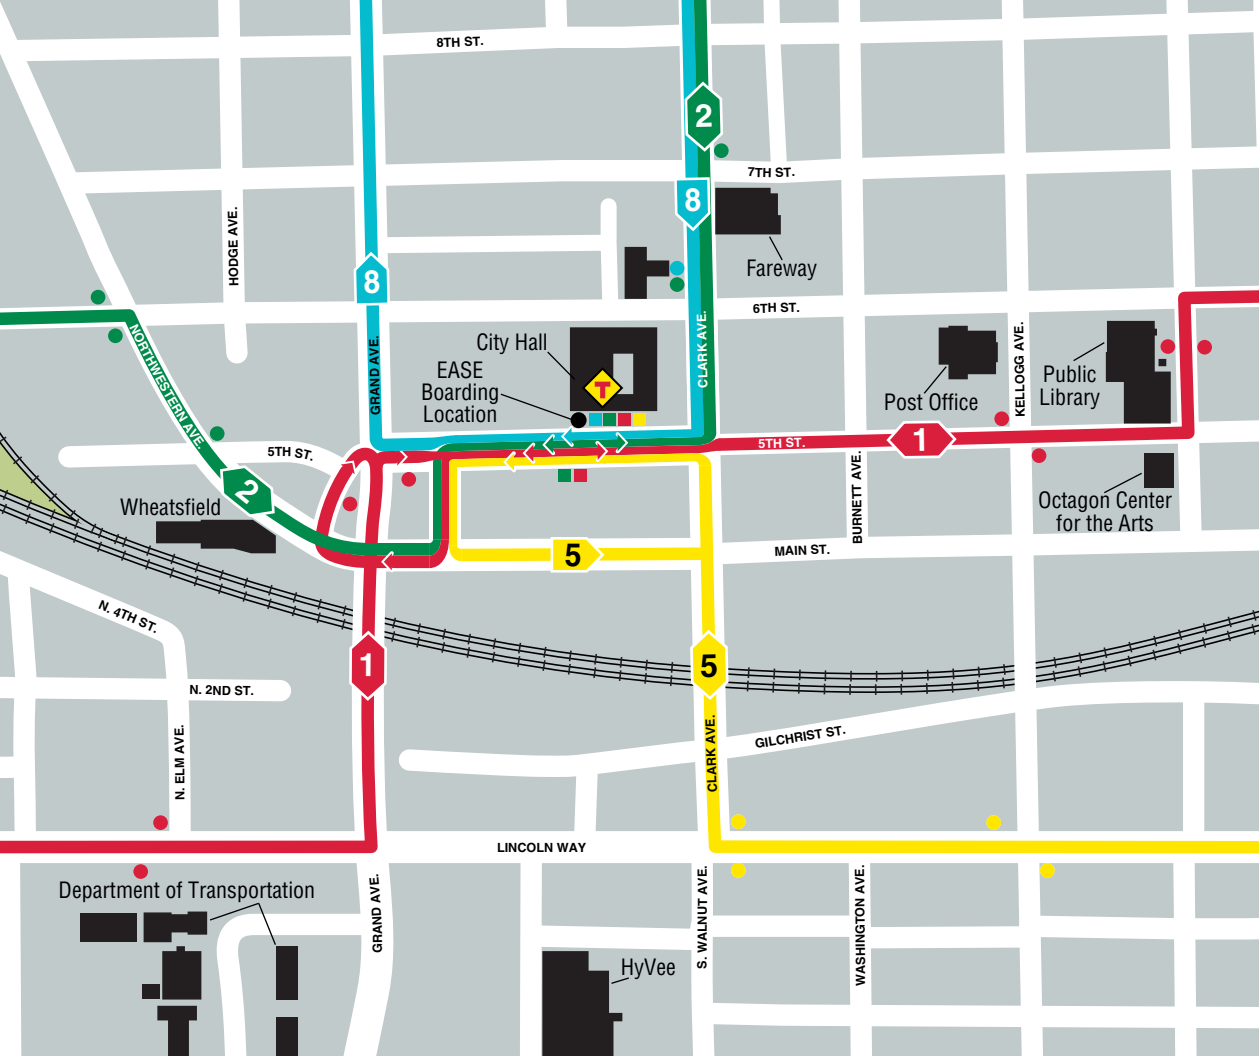 8TH ST.
2
7TH ST.
8
HODGE AVE.
Fareway
8
6TH ST.
NORTHWESTERN AVE.
GRAND AVE.
City Hall
CLARK AVE.
KELLOGG AVE.
EASE
Boarding
Location
T
Public
Library
Post Office
5TH ST.
5TH ST.
1
BURNETT AVE.
2
Wheatsfield
Octagon Center
for the Arts
5
MAIN ST.
N. 4TH ST.
1
5
N. 2ND ST.
GILCHRIST ST.
N. ELM AVE.
CLARK AVE.
LINCOLN WAY
Department of Transportation
GRAND AVE.
S. WALNUT AVE.
WASHINGTON AVE.
HyVee